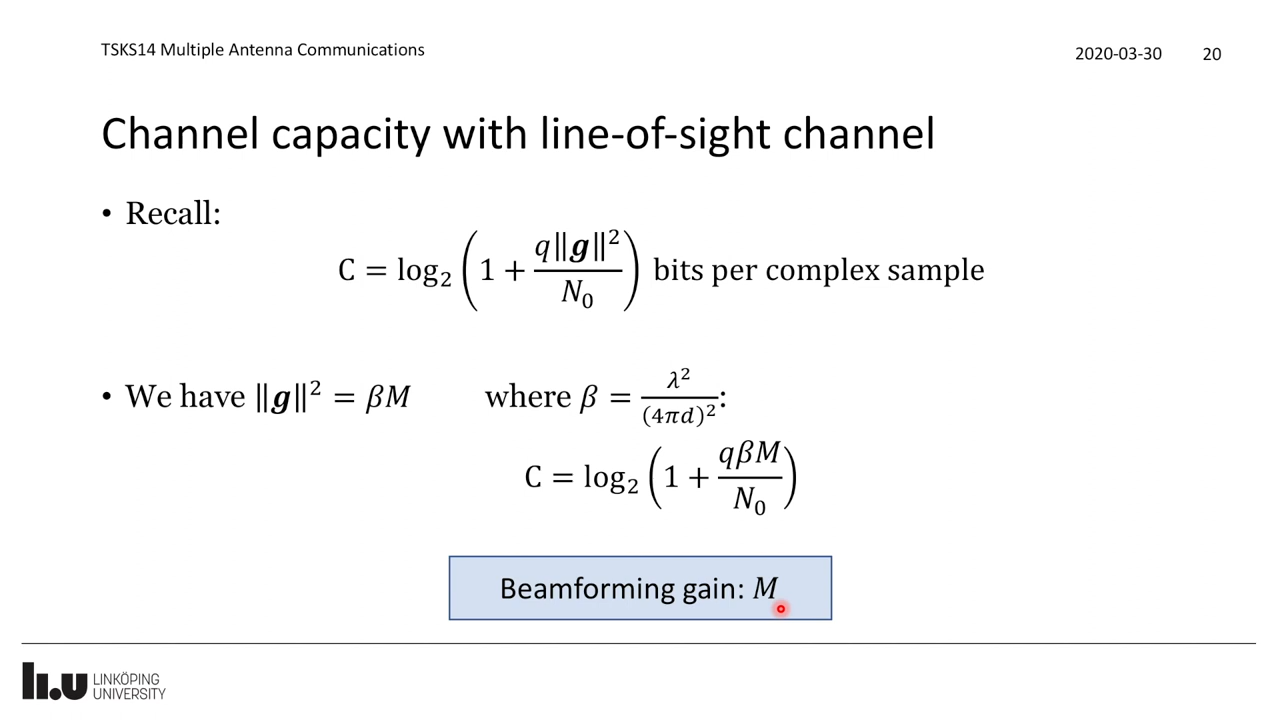 TSKS14 Multiple Antenna Communications
2020-03-30 20
Channel capacity with line-of-sight channel
• Recall:
C = log₂ (1 + q‖𝒈‖² / N₀) bits per complex sample
• We have ‖𝒈‖² = βM where β = λ² / (4πd)²:
C = log₂ (1 + qβM / N₀)
Beamforming gain: M
li.u LINKÖPING
UNIVERSITY